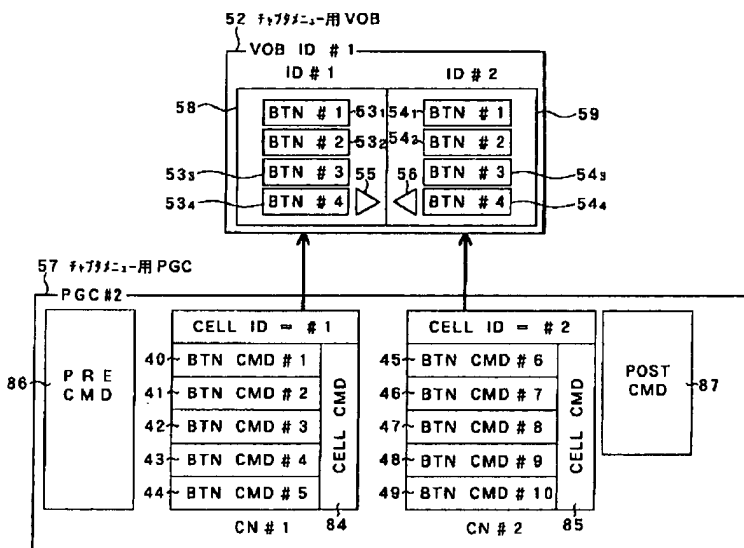 52 チャプタメニュー用 VOB
VOB ID # 1
ID # 1 ID # 2
58 BTN # 1 53₁ 54₁ BTN # 1 59
BTN # 2 53₂ 54₂ BTN # 2
53₃ BTN # 3 55 56 BTN # 3 54₃
53₄ BTN # 4 BTN # 4 54₄
57 チャプタメニュー用 PGC
PGC #2
CELL ID = # 1 CELL ID = # 2
86 PRE CMD
40 BTN CMD # 1
41 BTN CMD # 2
42 BTN CMD # 3
43 BTN CMD # 4
44 BTN CMD # 5
CELL CMD
84
CN # 1
45 BTN CMD # 6
46 BTN CMD # 7
47 BTN CMD # 8
48 BTN CMD # 9
49 BTN CMD # 10
CELL CMD
85
CN # 2
POST CMD 87